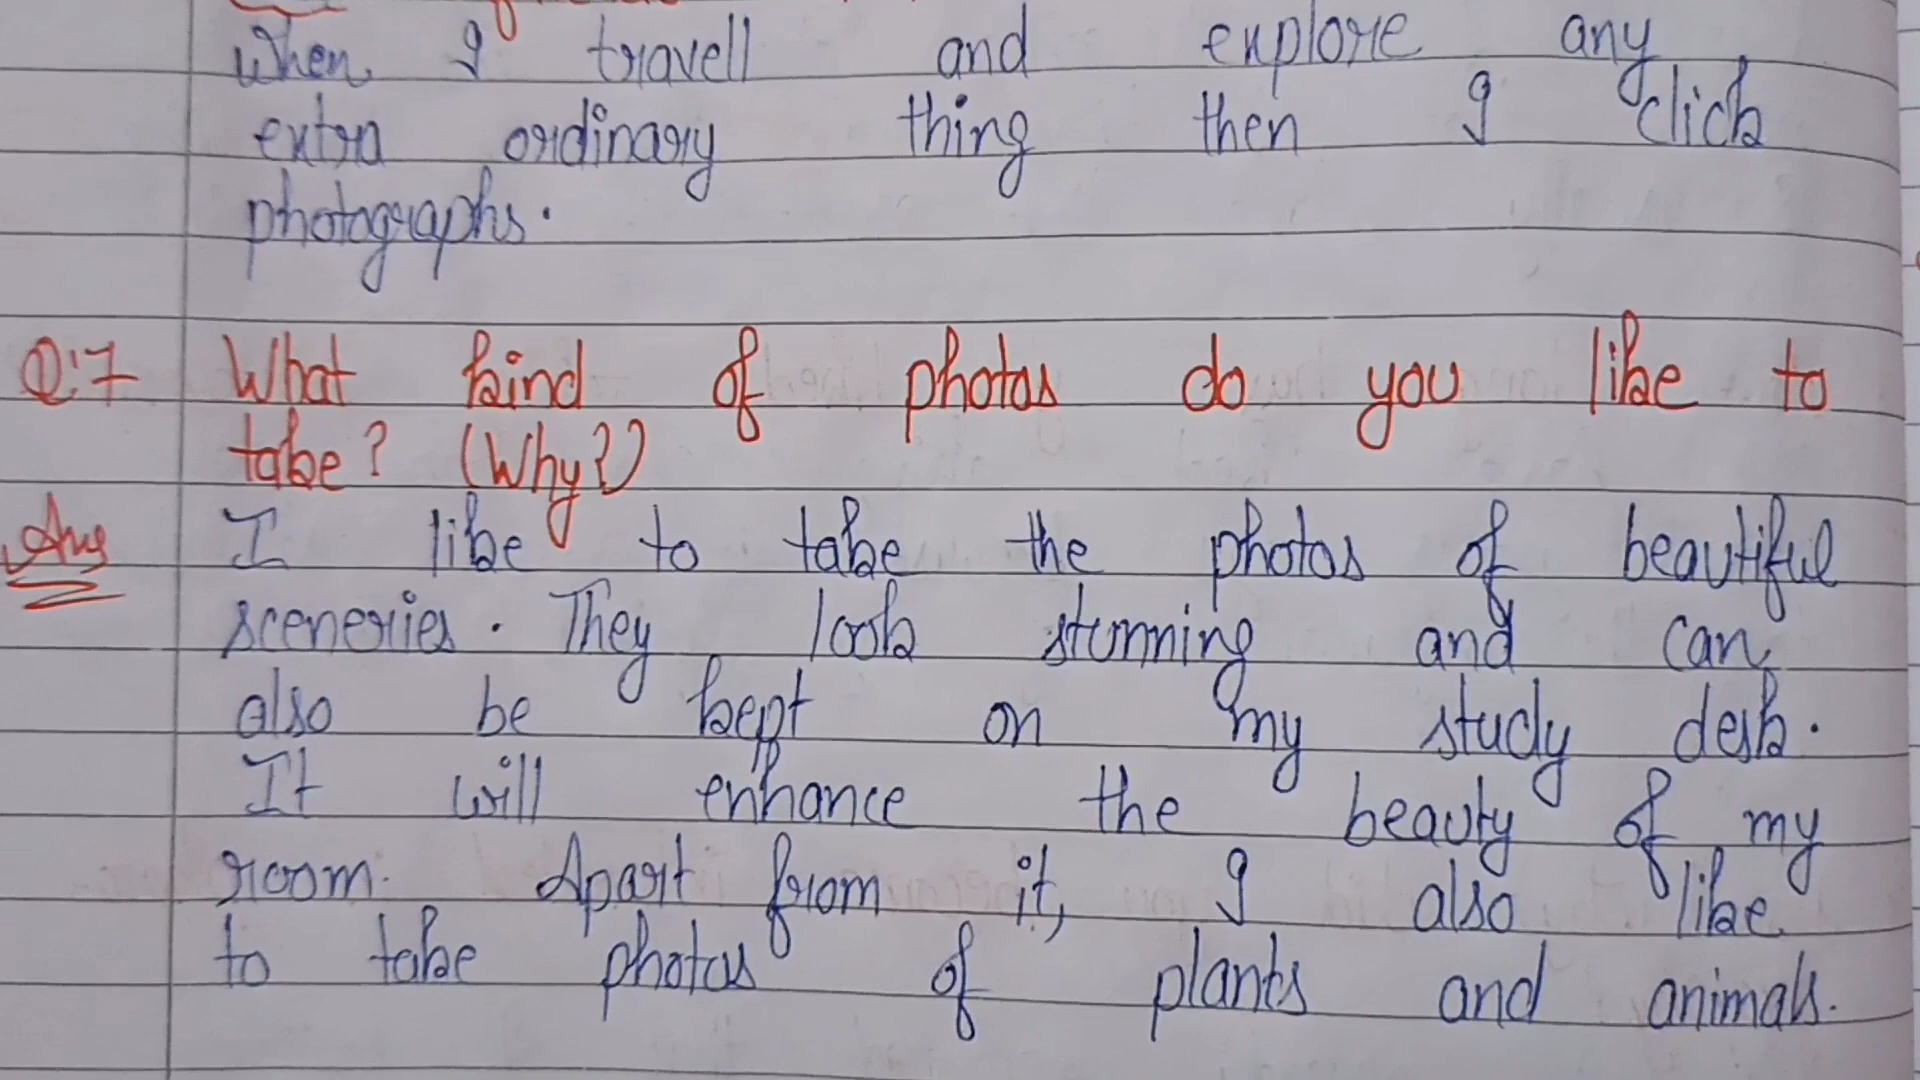 When I travell and explore any
extra ordinary thing then I click
photographs.
Q:7 What kind of photos do you like to
take? (Why?)
Ans I like to take the photos of beautiful
sceneries. They look stunning and can
also be kept on my study desk.
It will enhance the beauty of my
room. Apart from it, I also like
to take photos of plants and animals.